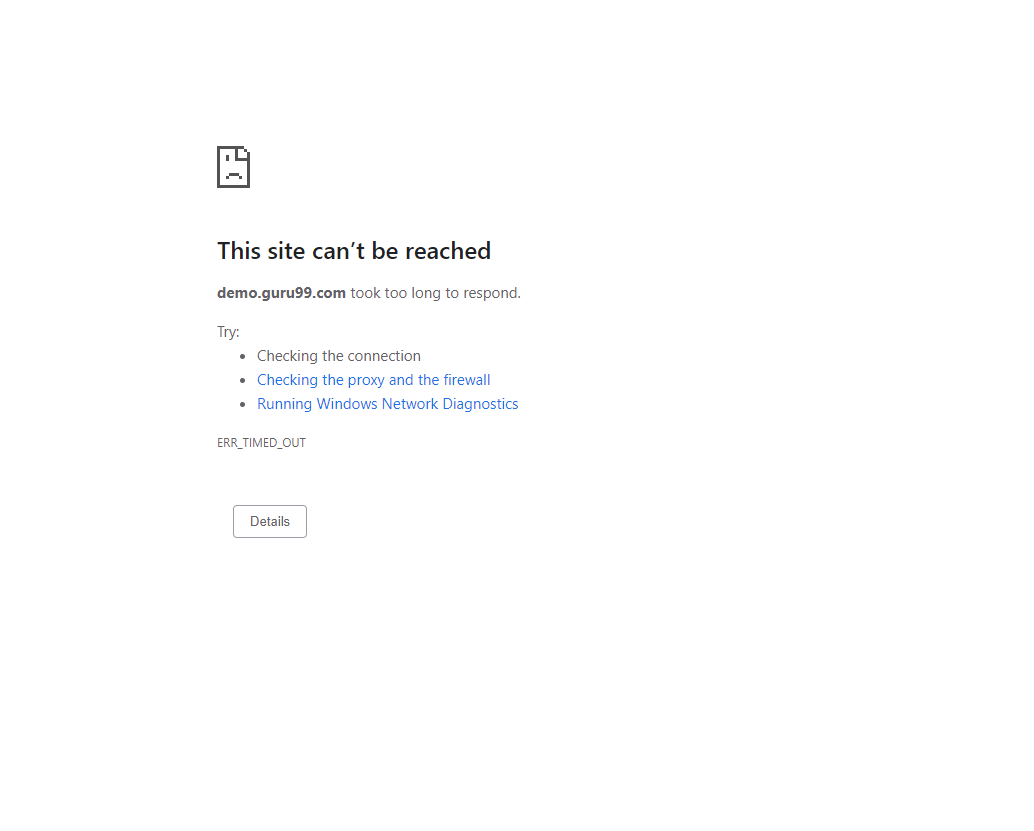 This site can’t be reached
demo.guru99.com took too long to respond.
Try:
Checking the connection
Checking the proxy and the firewall
Running Windows Network Diagnostics
ERR_TIMED_OUT
Details